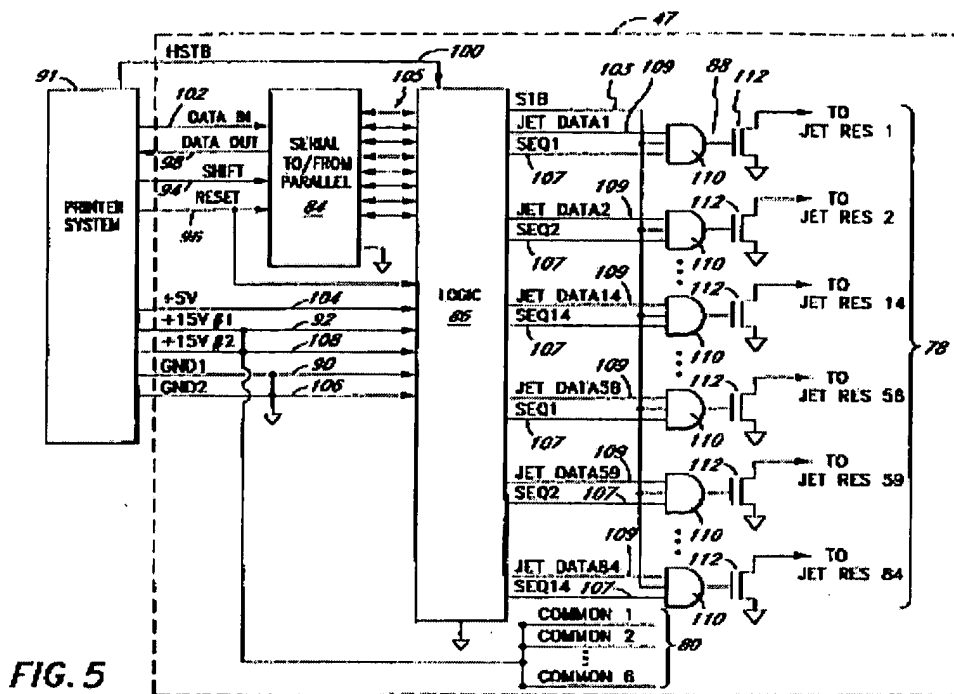 47
HSTB
100
91
102
DATA IN
DATA OUT
98
SHIFT
94
RESET
96
PRINTER
SYSTEM
SERIAL
TO/FROM
PARALLEL
84
105
LOGIC
86
+5V
104
+15V #1
92
+15V #2
108
GND1
90
GND2
106
STB
103
109
88
112
JET DATA1
SEQ1
107
110
TO
JET RES 1
JET DATA2
109
112
SEQ2
107
110
TO
JET RES 2
JET DATA14
109
112
SEQ14
107
110
TO
JET RES 14
JET DATA58
109
112
SEQ1
107
110
TO
JET RES 58
JET DATA59
109
112
SEQ2
107
110
TO
JET RES 59
JET DATA84
109
112
SEQ14
107
110
TO
JET RES 84
78
COMMON 1
COMMON 2
COMMON 6
80
FIG. 5